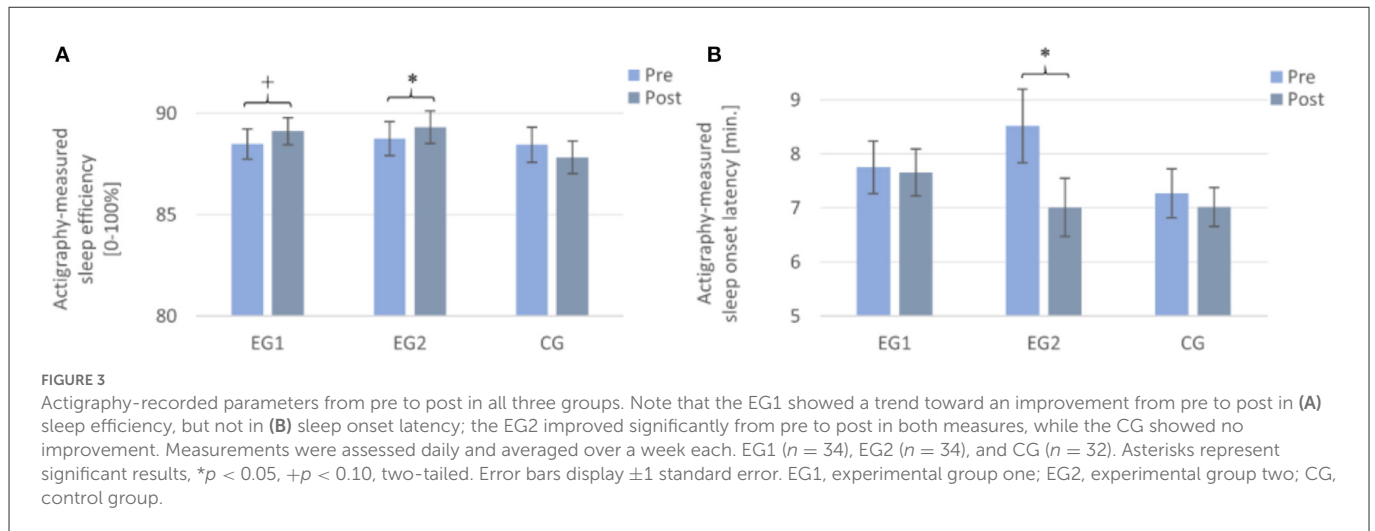 A
Actigraphy-measured
sleep efficiency
[0-100%]
90
85
80
+
*
Pre
Post
EG1
EG2
CG
B
Actigraphy-measured
sleep onset latency [min.]
9
8
7
6
5
*
Pre
Post
EG1
EG2
CG
FIGURE 3
Actigraphy-recorded parameters from pre to post in all three groups. Note that the EG1 showed a trend toward an improvement from pre to post in (A)
sleep efficiency, but not in (B) sleep onset latency; the EG2 improved significantly from pre to post in both measures, while the CG showed no
improvement. Measurements were assessed daily and averaged over a week each. EG1 (n = 34), EG2 (n = 34), and CG (n = 32). Asterisks represent
significant results, *p < 0.05, +p < 0.10, two-tailed. Error bars display ±1 standard error. EG1, experimental group one; EG2, experimental group two; CG,
control group.